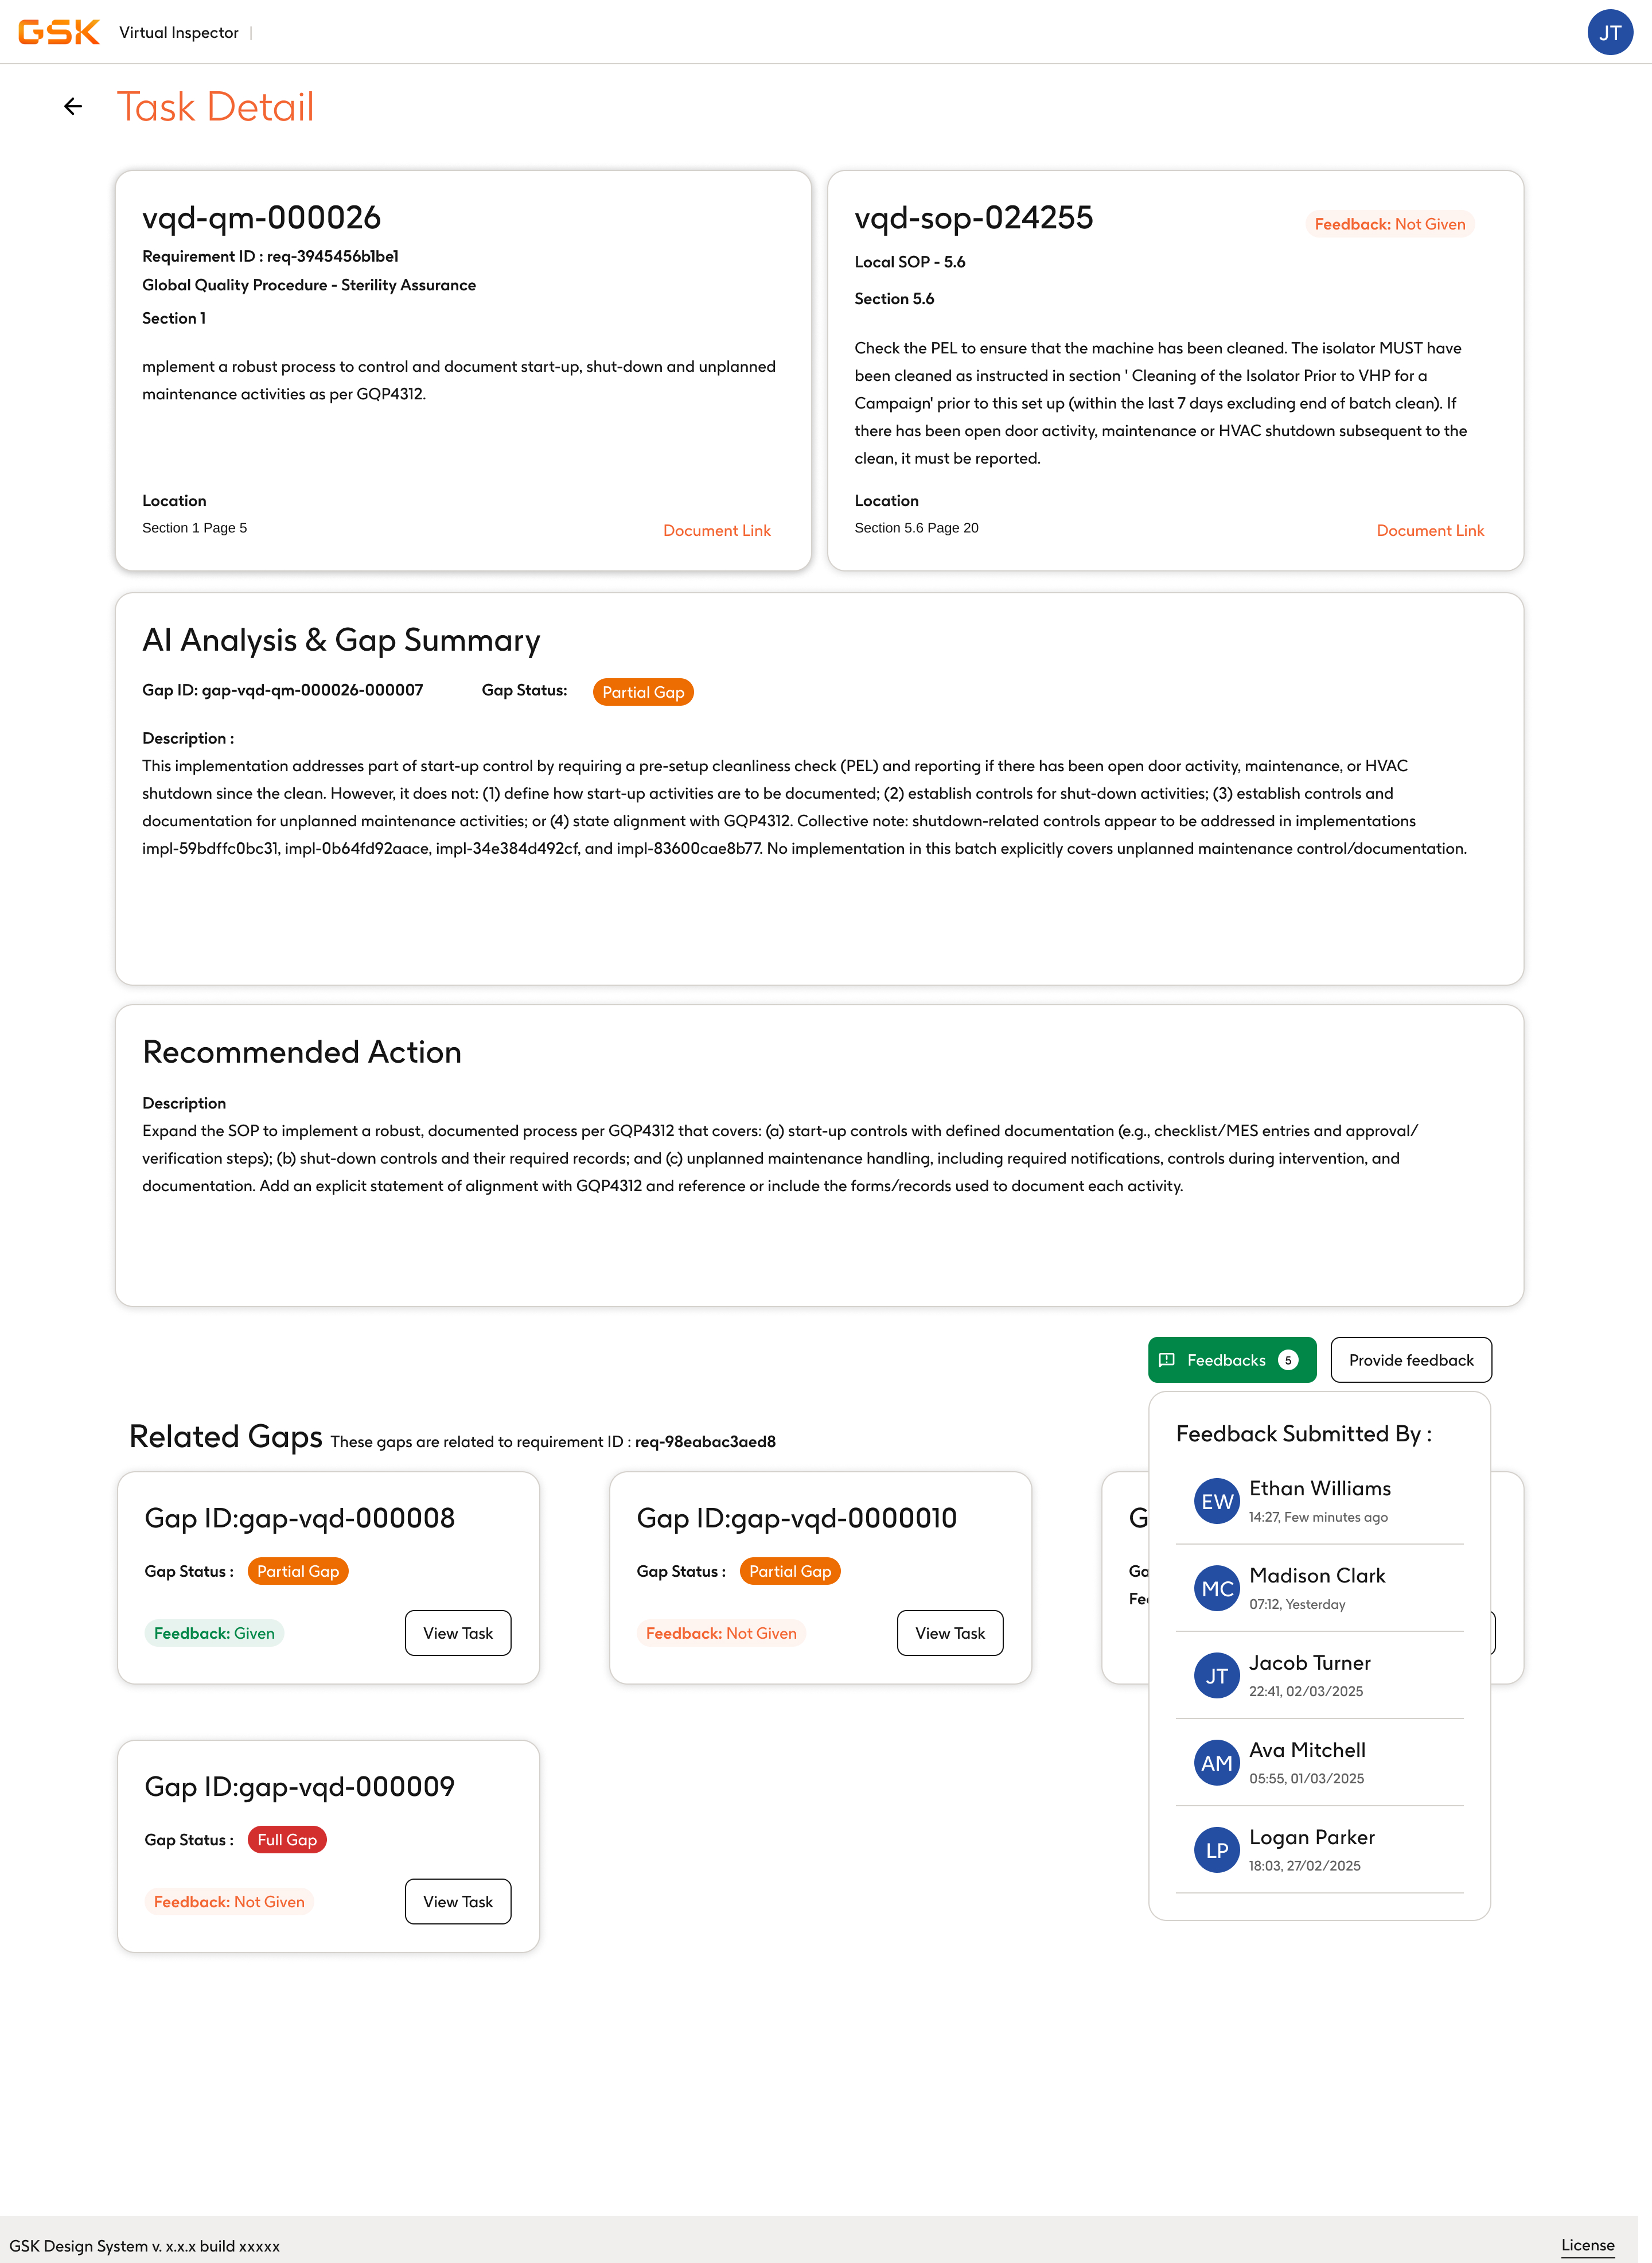 GSK Virtual Inspector |
JT
Task Detail
vqd-qm-000026
Requirement ID : req-3945456b1be1
Global Quality Procedure - Sterility Assurance
Section 1
mplement a robust process to control and document start-up, shut-down and unplanned
maintenance activities as per GQP4312.
Location
Section 1 Page 5
Document Link
vqd-sop-024255
Feedback: Not Given
Local SOP - 5.6
Section 5.6
Check the PEL to ensure that the machine has been cleaned. The isolator MUST have
been cleaned as instructed in section ' Cleaning of the Isolator Prior to VHP for a
Campaign' prior to this set up (within the last 7 days excluding end of batch clean). If
there has been open door activity, maintenance or HVAC shutdown subsequent to the
clean, it must be reported.
Location
Section 5.6 Page 20
Document Link
AI Analysis & Gap Summary
Gap ID: gap-vqd-qm-000026-000007 Gap Status: Partial Gap
Description :
This implementation addresses part of start-up control by requiring a pre-setup cleanliness check (PEL) and reporting if there has been open door activity, maintenance, or HVAC
shutdown since the clean. However, it does not: (1) define how start-up activities are to be documented; (2) establish controls for shut-down activities; (3) establish controls and
documentation for unplanned maintenance activities; or (4) state alignment with GQP4312. Collective note: shutdown-related controls appear to be addressed in implementations
impl-59bdffc0bc31, impl-0b64fd92aace, impl-34e384d492cf, and impl-83600cae8b77. No implementation in this batch explicitly covers unplanned maintenance control/documentation.
Recommended Action
Description
Expand the SOP to implement a robust, documented process per GQP4312 that covers: (a) start-up controls with defined documentation (e.g., checklist/MES entries and approval/
verification steps); (b) shut-down controls and their required records; and (c) unplanned maintenance handling, including required notifications, controls during intervention, and
documentation. Add an explicit statement of alignment with GQP4312 and reference or include the forms/records used to document each activity.
Feedbacks 5
Provide feedback
Related Gaps These gaps are related to requirement ID : req-98eabac3aed8
Gap ID:gap-vqd-000008
Gap Status : Partial Gap
Feedback: Given
View Task
Gap ID:gap-vqd-0000010
Gap Status : Partial Gap
Feedback: Not Given
View Task
Feedback Submitted By :
EW Ethan Williams
14:27, Few minutes ago
MC Madison Clark
07:12, Yesterday
JT Jacob Turner
22:41, 02/03/2025
AM Ava Mitchell
05:55, 01/03/2025
LP Logan Parker
18:03, 27/02/2025
Gap ID:gap-vqd-000009
Gap Status : Full Gap
Feedback: Not Given
View Task
GSK Design System v. x.x.x build xxxxx
License